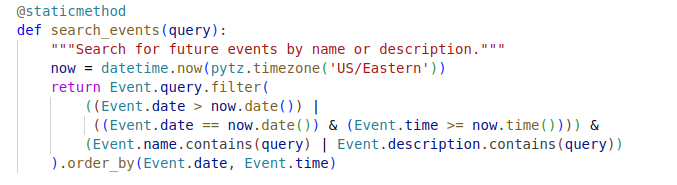 @staticmethod
def search_events(query):
"""Search for future events by name or description."""
now = datetime.now(pytz.timezone('US/Eastern'))
return Event.query.filter(
((Event.date > now.date()) |
((Event.date == now.date()) & (Event.time >= now.time()))) &
(Event.name.contains(query) | Event.description.contains(query))
).order_by(Event.date, Event.time)